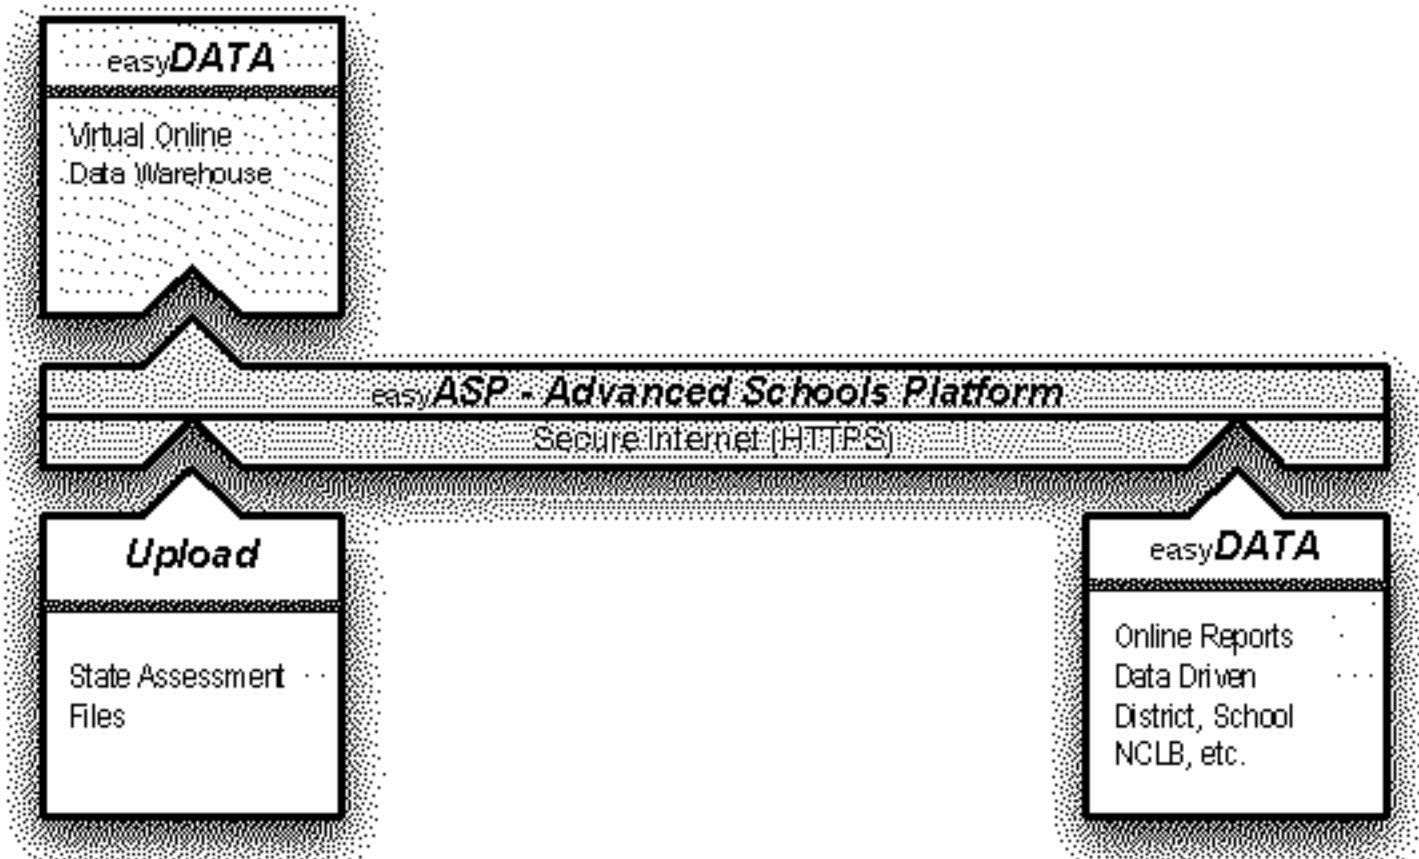 easyDATA
Virtual Online
Data Warehouse
easyASP - Advanced Schools Platform
Secure Internet (HTTPS)
Upload
State Assessment
Files
easyDATA
Online Reports
Data Driven
District, School
NCLB, etc.